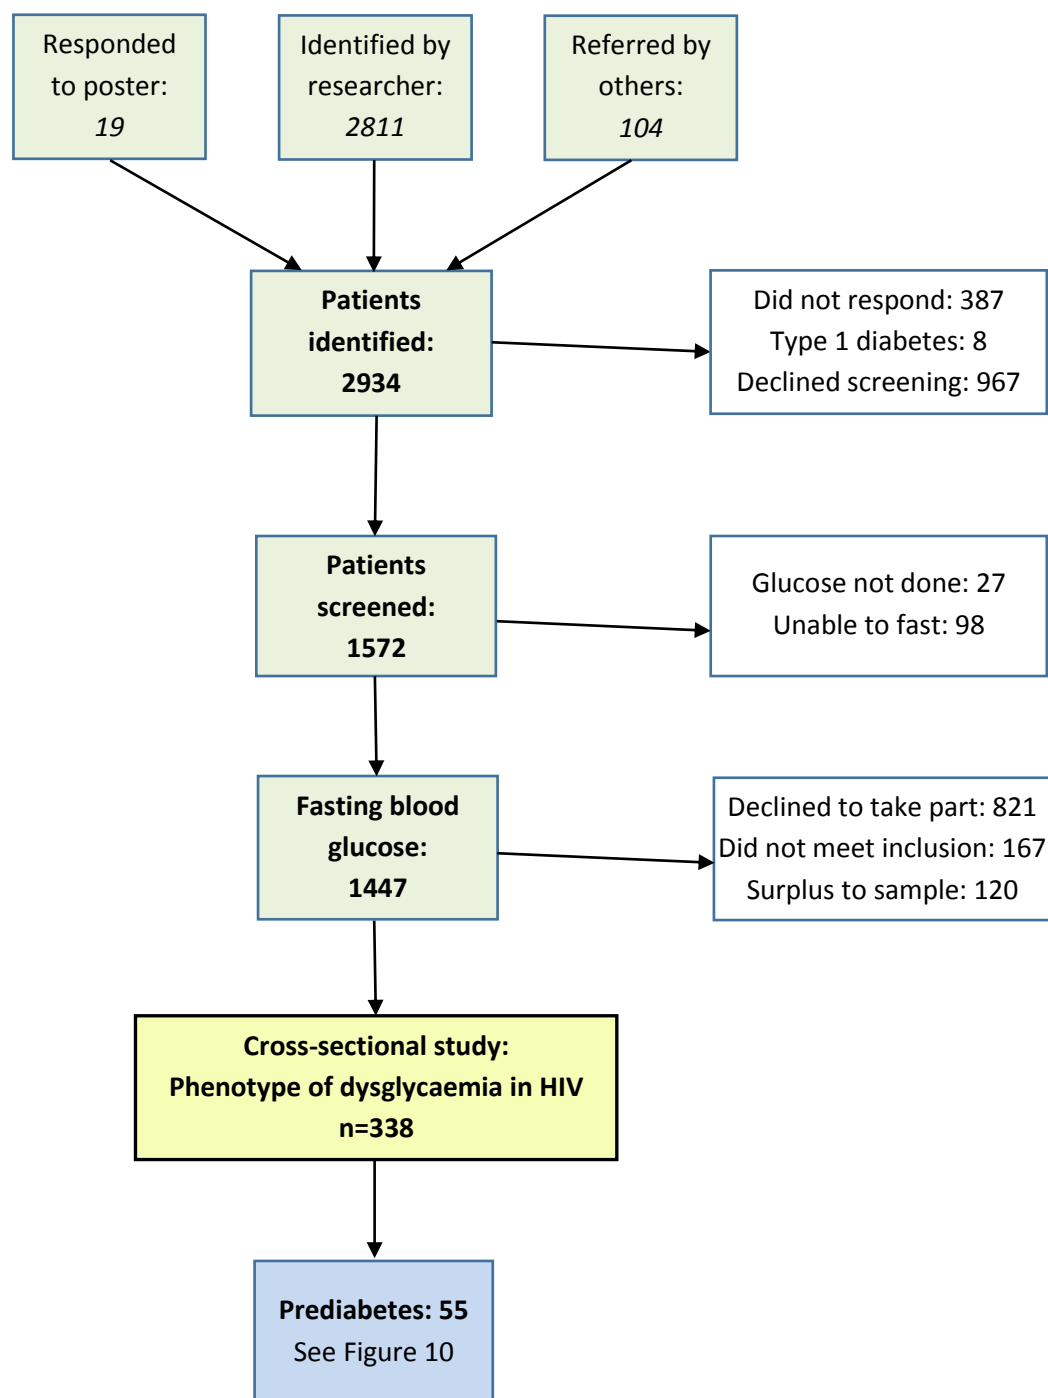 Responded
to poster:
19
Identified by
researcher:
2811
Referred by
others:
104
Patients
identified:
2934
Did not respond: 387
Type 1 diabetes: 8
Declined screening: 967
Patients
screened:
1572
Glucose not done: 27
Unable to fast: 98
Fasting blood
glucose:
1447
Declined to take part: 821
Did not meet inclusion: 167
Surplus to sample: 120
Cross-sectional study:
Phenotype of dysglycaemia in HIV
n=338
Prediabetes: 55
See Figure 10